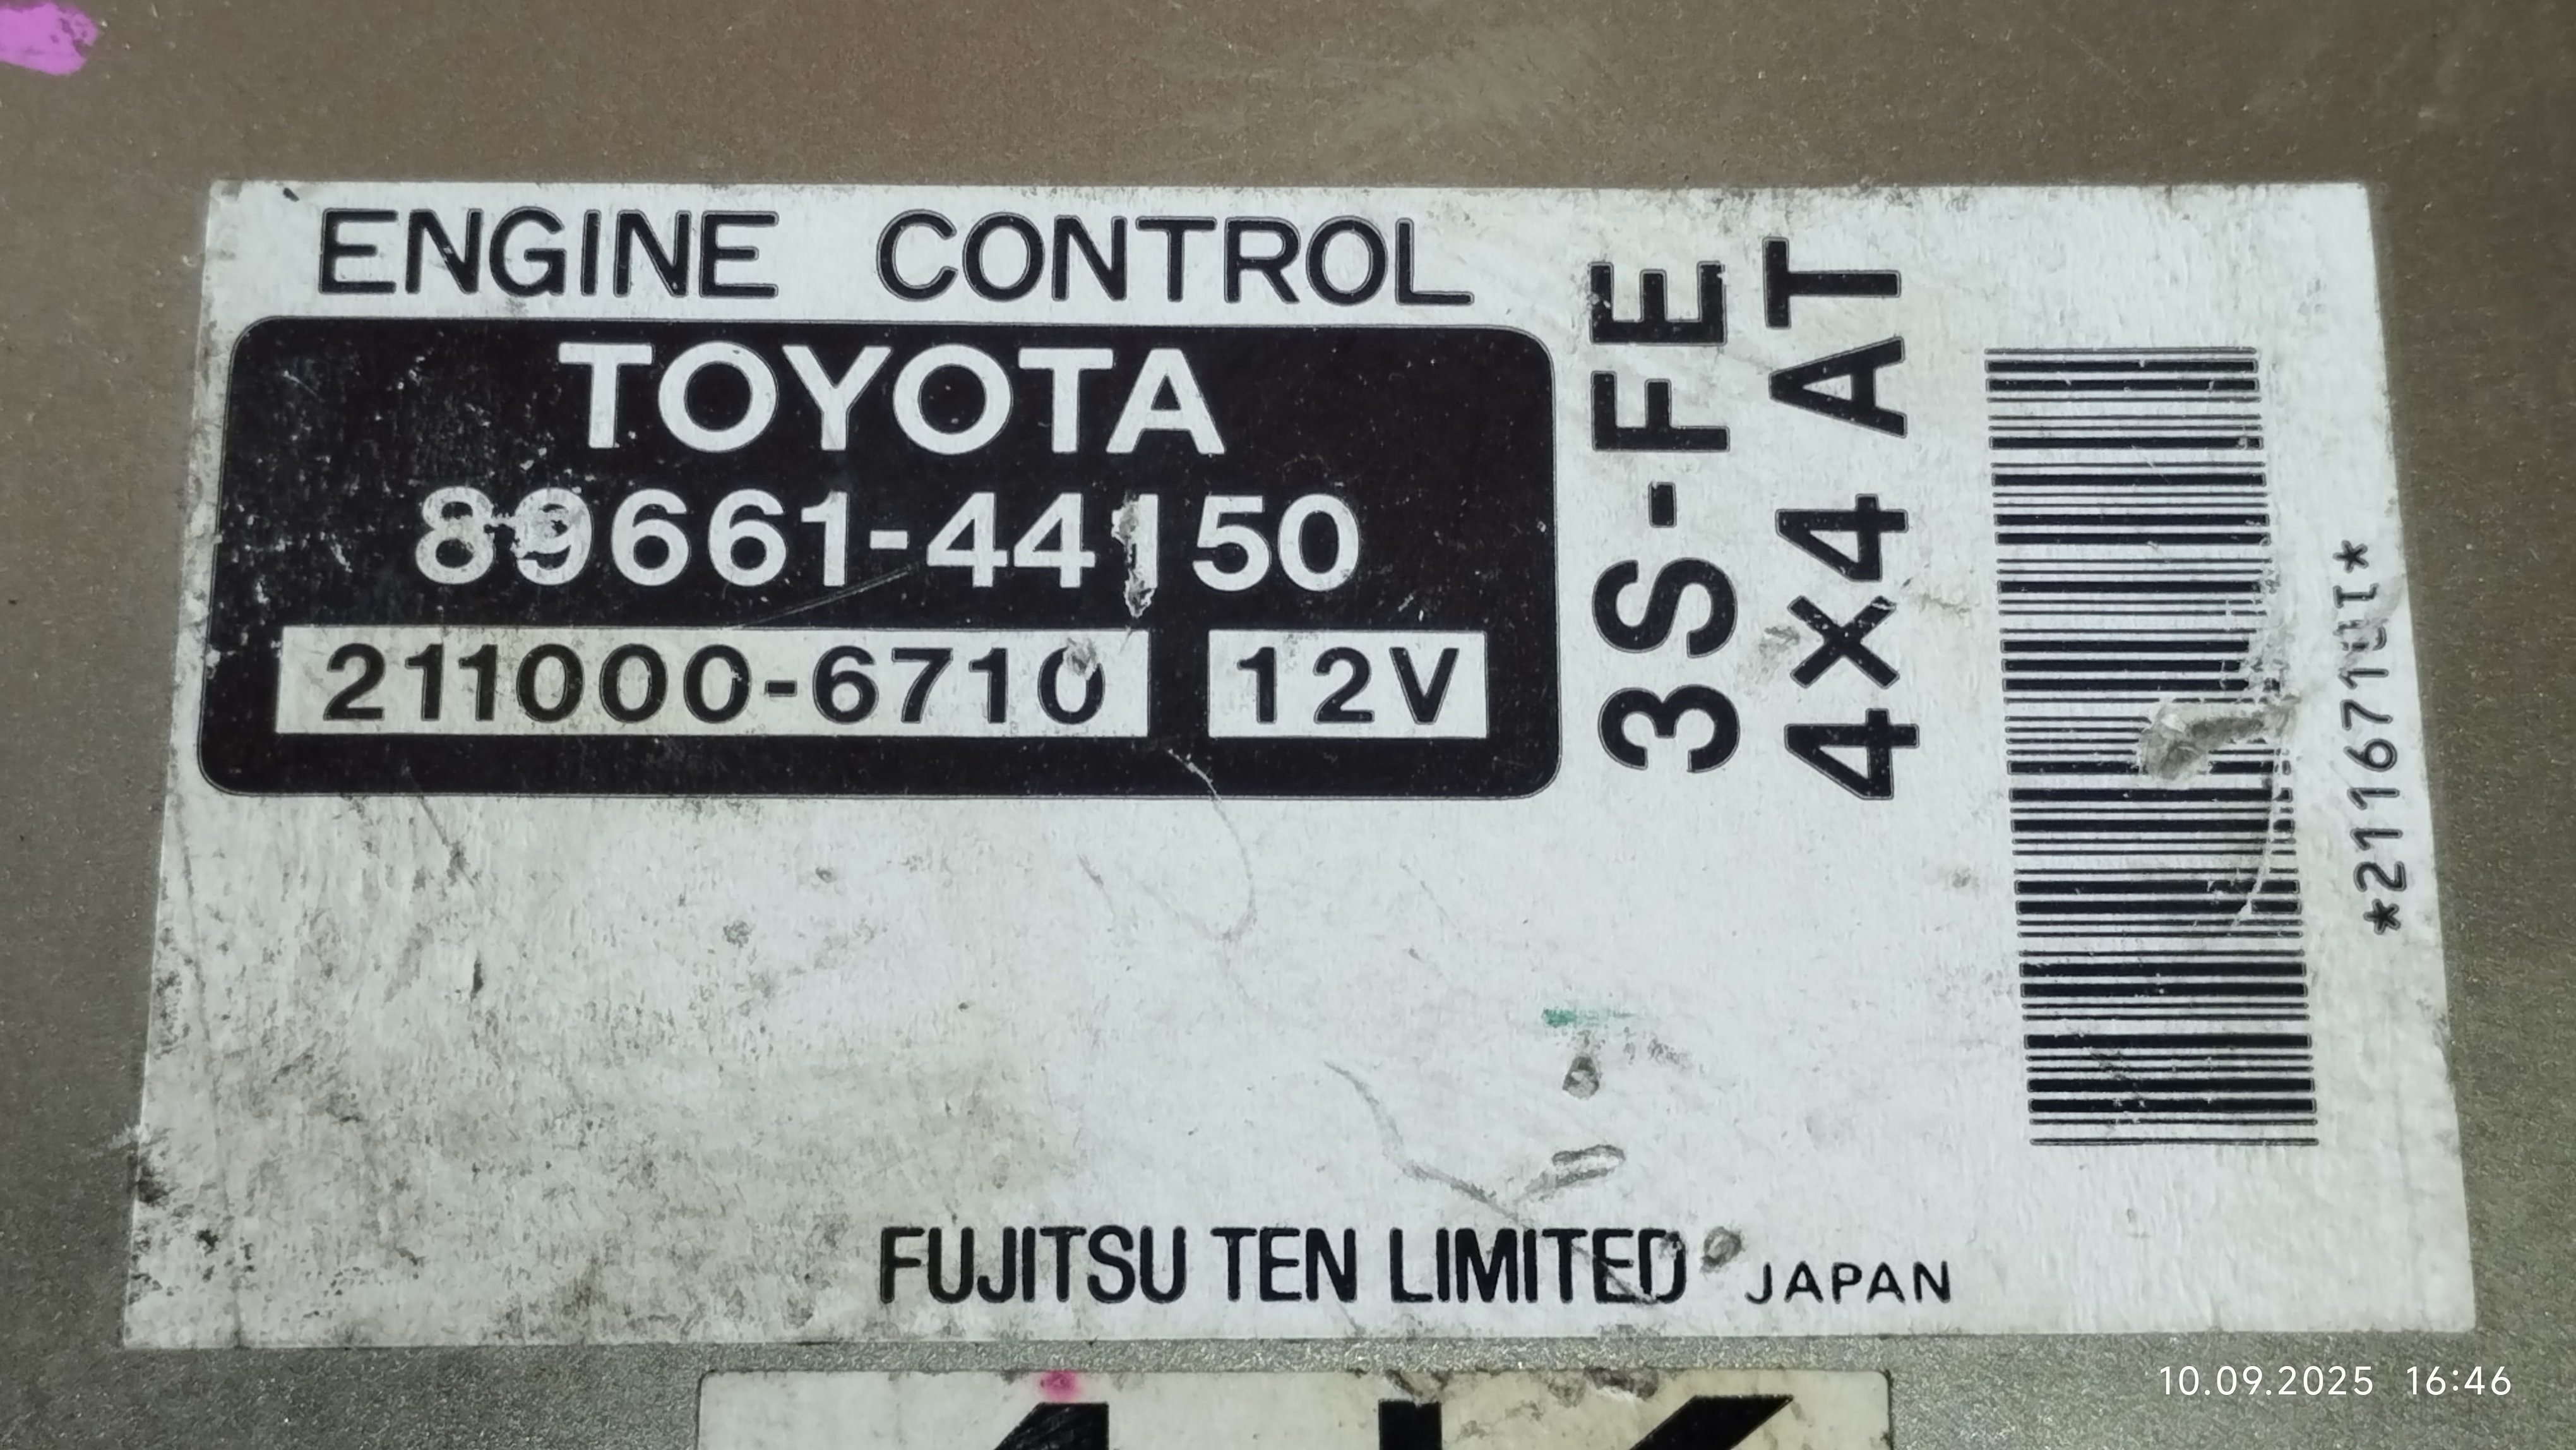 ENGINE CONTROL
TOYOTA
89661-44150
211000-6710 12V
3S-FE
4X4 AT
FUJITSU TEN LIMITED JAPAN
10.09.2025 16:46